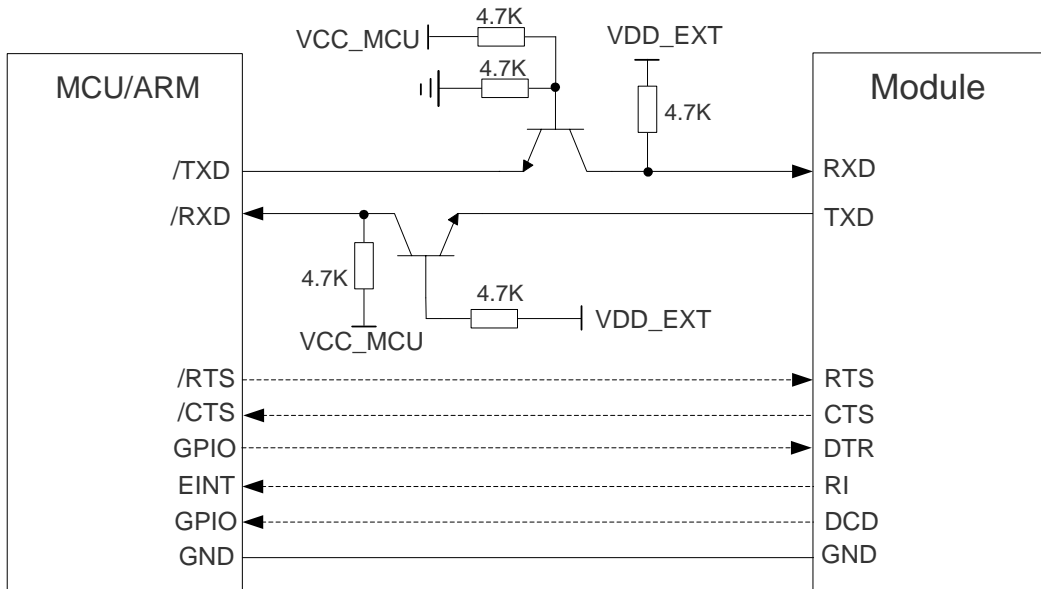 4.7K
VCC_MCU
VDD_EXT
4.7K
MCU/ARM
Module
4.7K
/TXD
RXD
/RXD
TXD
4.7K
4.7K
VDD_EXT
VCC_MCU
/RTS
RTS
/CTS
CTS
GPIO
DTR
EINT
RI
GPIO
DCD
GND
GND